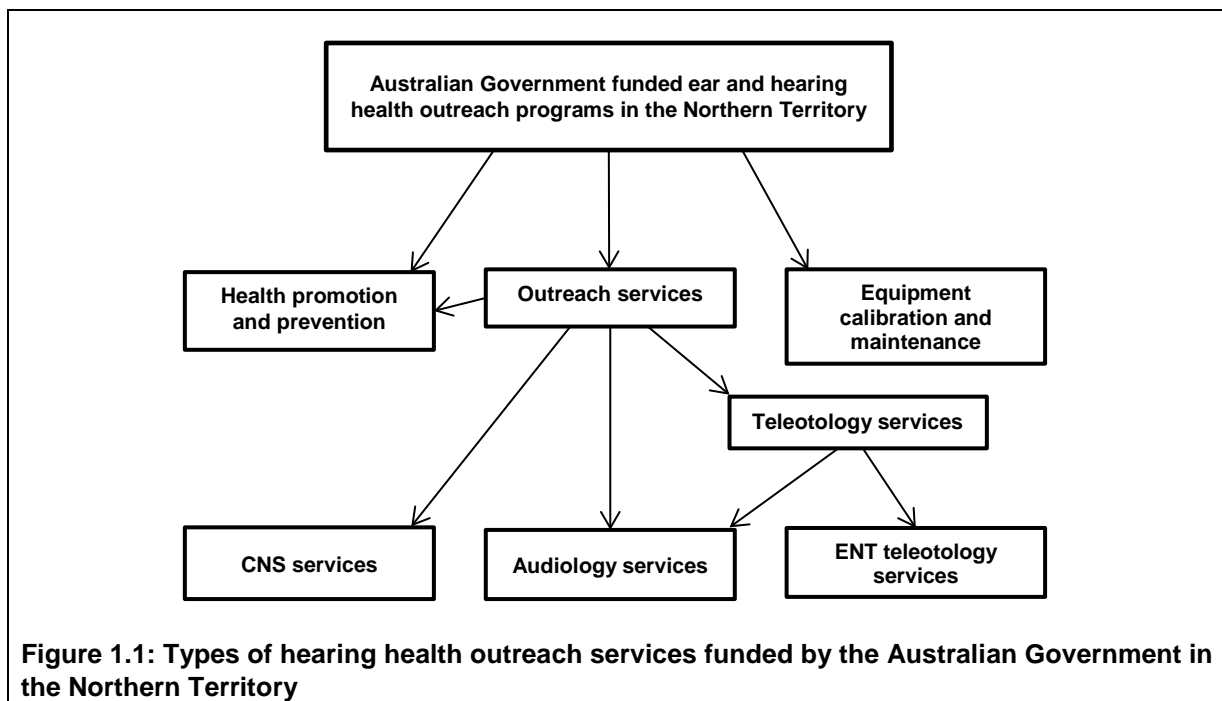 Australian Government funded ear and hearing
health outreach programs in the Northern Territory
Health promotion
and prevention
Outreach services
Equipment
calibration and
maintenance
Teleotology services
CNS services
Audiology services
ENT teleotology
services
Figure 1.1: Types of hearing health outreach services funded by the Australian Government in
the Northern Territory